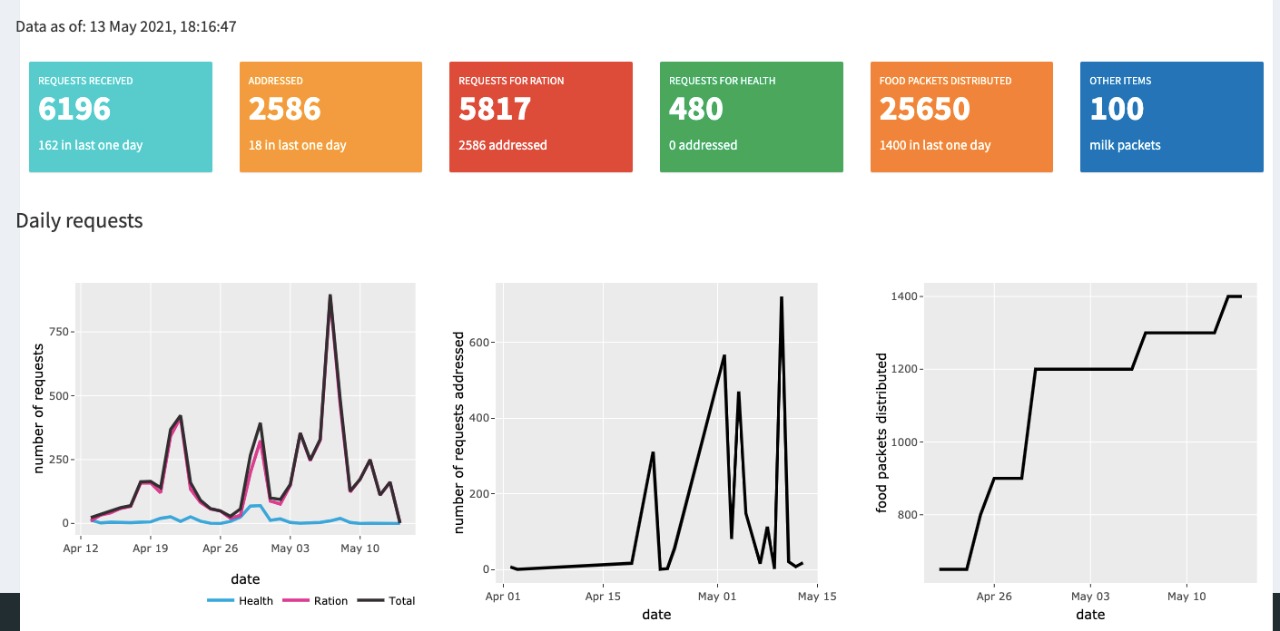 Data as of: 13 May 2021, 18:16:47
REQUESTS RECEIVED
6196
162 in last one day
ADDRESSED
2586
18 in last one day
REQUESTS FOR RATION
5817
2586 addressed
REQUESTS FOR HEALTH
480
0 addressed
FOOD PACKETS DISTRIBUTED
25650
1400 in last one day
OTHER ITEMS
100
milk packets
Daily requests
number of requests
750
500
250
0
Apr 12 Apr 19 Apr 26 May 03 May 10
date
Health Ration Total
number of requests addressed
600
400
200
0
Apr 01 Apr 15 May 01 May 15
date
food packets distributed
1400
1200
1000
800
Apr 26 May 03 May 10
date